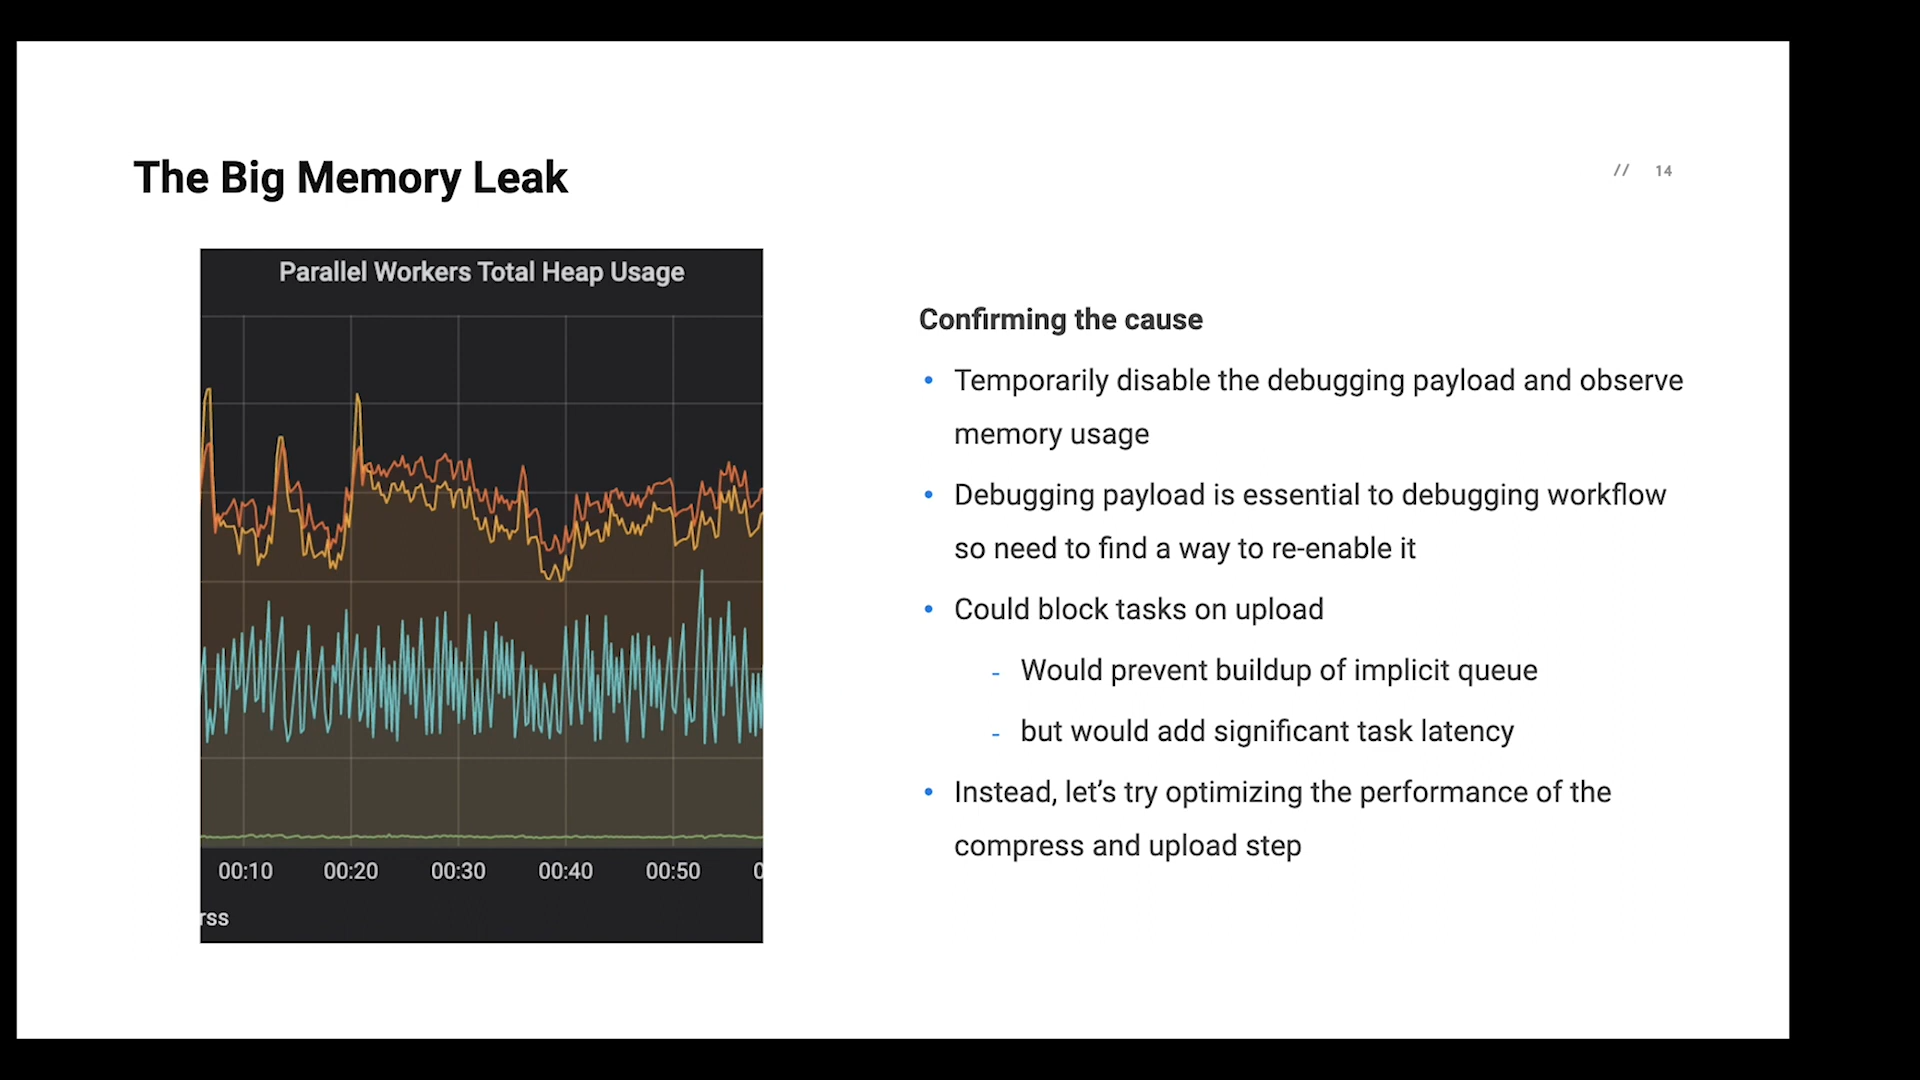 The Big Memory Leak
// 14
Parallel Workers Total Heap Usage
00:10 00:20 00:30 00:40 00:50 0
rss
Confirming the cause
• Temporarily disable the debugging payload and observe
memory usage
• Debugging payload is essential to debugging workflow
so need to find a way to re-enable it
• Could block tasks on upload
- Would prevent buildup of implicit queue
- but would add significant task latency
• Instead, let’s try optimizing the performance of the
compress and upload step